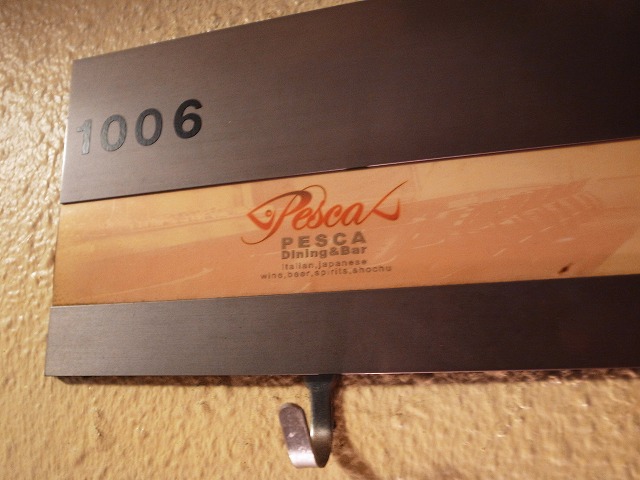 1006
Pesca
PESCA
Dining&Bar
italian,japanese
wine,beer,spirits,shochu